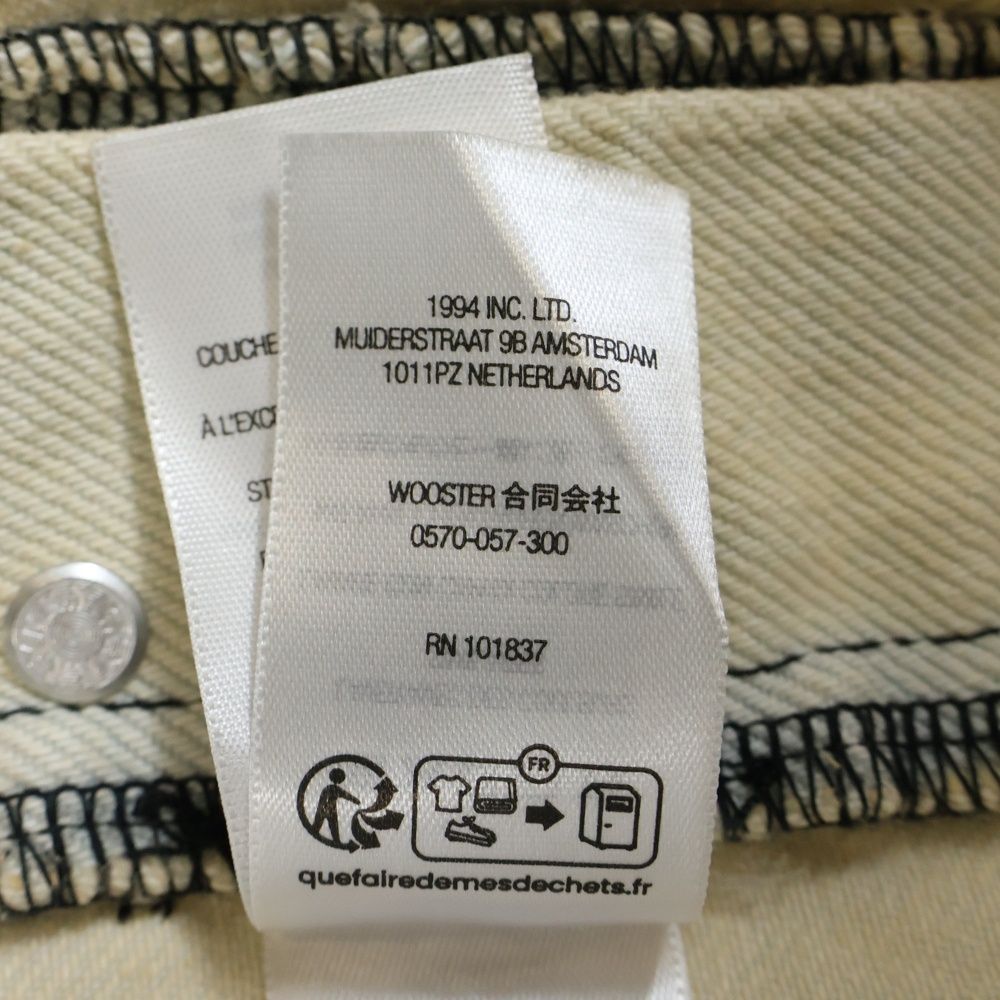 1994 INC. LTD.
MUIDERSTRAAT 9B AMSTERDAM
1011PZ NETHERLANDS
WOOSTER 合同会社
0570-057-300
RN 101837
FR
quefairedemesdechets.fr
COUCHE
À L'EXCE
ST